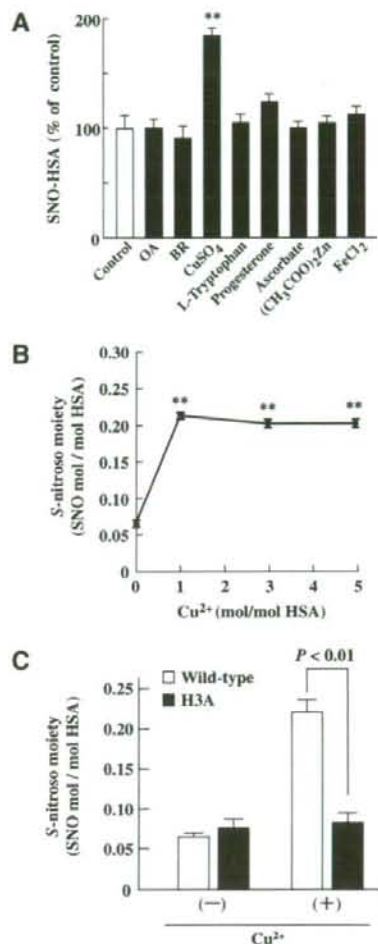 A
SNO-HSA (% of control)
200
100
0
**
Control
OA
BR
CuSO4
L-Tryptophan
Progesterone
Ascorbate
(CH3COO)2Zn
FeCl2
B
S-nitroso moiety
(SNO mol / mol HSA)
0.30
0.25
0.20
0.15
0.10
0.05
0
** ** **
0 1 2 3 4 5
Cu2+ (mol/mol HSA)
C
P < 0.01
Wild-type
H3A
S-nitroso moiety
(SNO mol / mol HSA)
0.25
0.20
0.15
0.10
0.05
0
(—) (+)
Cu2+